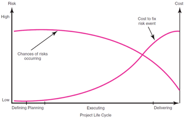 Risk
Cost
High
Cost to fix
risk event
Chances of risks
occurring
Low
Defining Planning
Executing
Delivering
Project Life Cycle